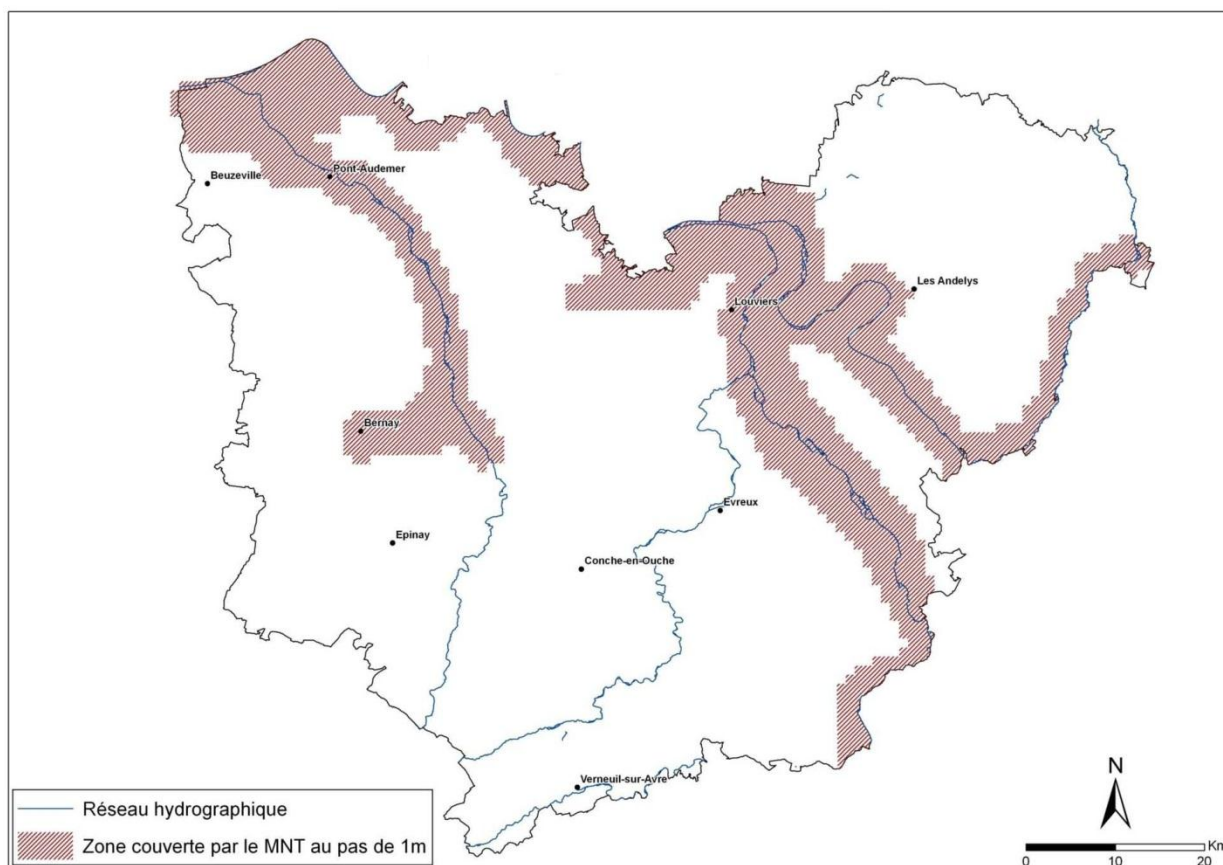 Beuzeville
Pont-Audemer
Les Andelys
Louviers
Bernay
Evreux
Epinay
Conche-en-Ouche
Verneuil-sur-Avre
N
Réseau hydrographique
Zone couverte par le MNT au pas de 1m
Km
0 10 20